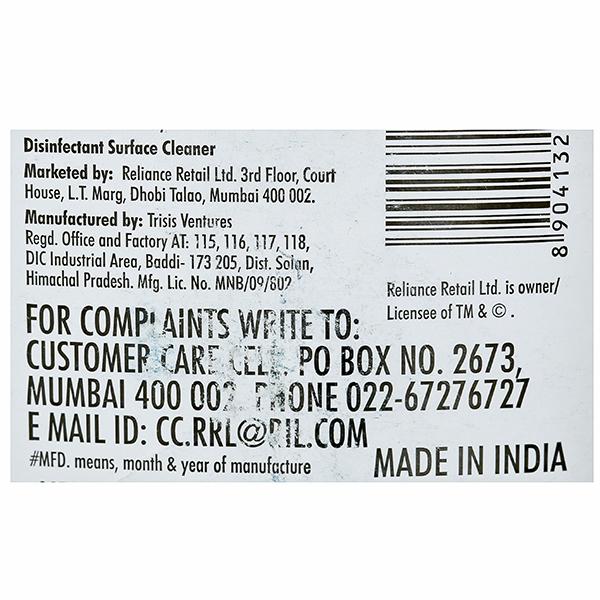 Disinfectant Surface Cleaner
Marketed by: Reliance Retail Ltd. 3rd Floor, Court
House, L.T. Marg, Dhobi Talao, Mumbai 400 002.
Manufactured by: Trisis Ventures
Regd. Office and Factory AT: 115, 116, 117, 118,
DIC Industrial Area, Baddi- 173 205, Dist. Solan,
Himachal Pradesh. Mfg. Lic. No. MNB/09/802
8 904132
Reliance Retail Ltd. is owner/
Licensee of TM & © .
FOR COMPLAINTS WRITE TO:
CUSTOMER CARE CELL, PO BOX NO. 2673,
MUMBAI 400 002. PHONE 022-67276727
E MAIL ID: CC.RRL@RIL.COM
#MFD. means, month & year of manufacture
MADE IN INDIA